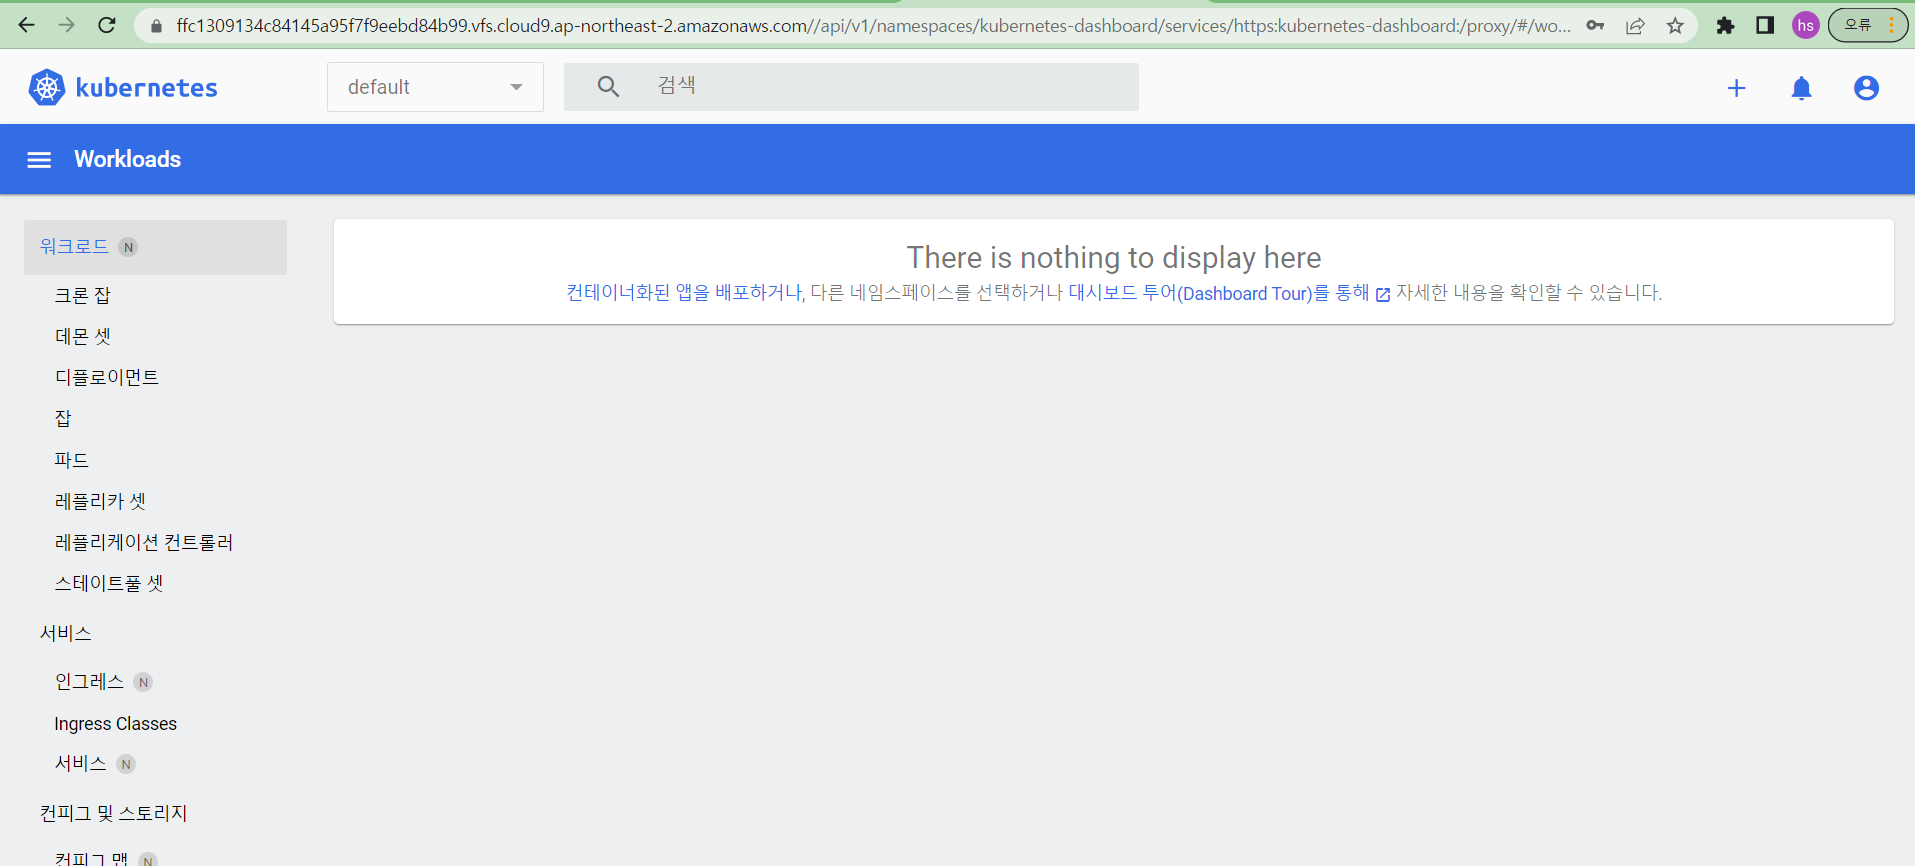 ffc1309134c84145a95f7f9eebd84b99.vfs.cloud9.ap-northeast-2.amazonaws.com//api/v1/namespaces/kubernetes-dashboard/services/https:kubernetes-dashboard:/proxy/#/wo...
hs
오류
kubernetes
default
검색
Workloads
워크로드 N
크론 잡
데몬 셋
디플로이먼트
잡
파드
레플리카 셋
레플리케이션 컨트롤러
스테이트풀 셋
서비스
인그레스 N
Ingress Classes
서비스 N
컨피그 및 스토리지
컨피그 맵 N
There is nothing to display here
컨테이너화된 앱을 배포하거나, 다른 네임스페이스를 선택하거나 대시보드 투어(Dashboard Tour)를 통해 자세한 내용을 확인할 수 있습니다.